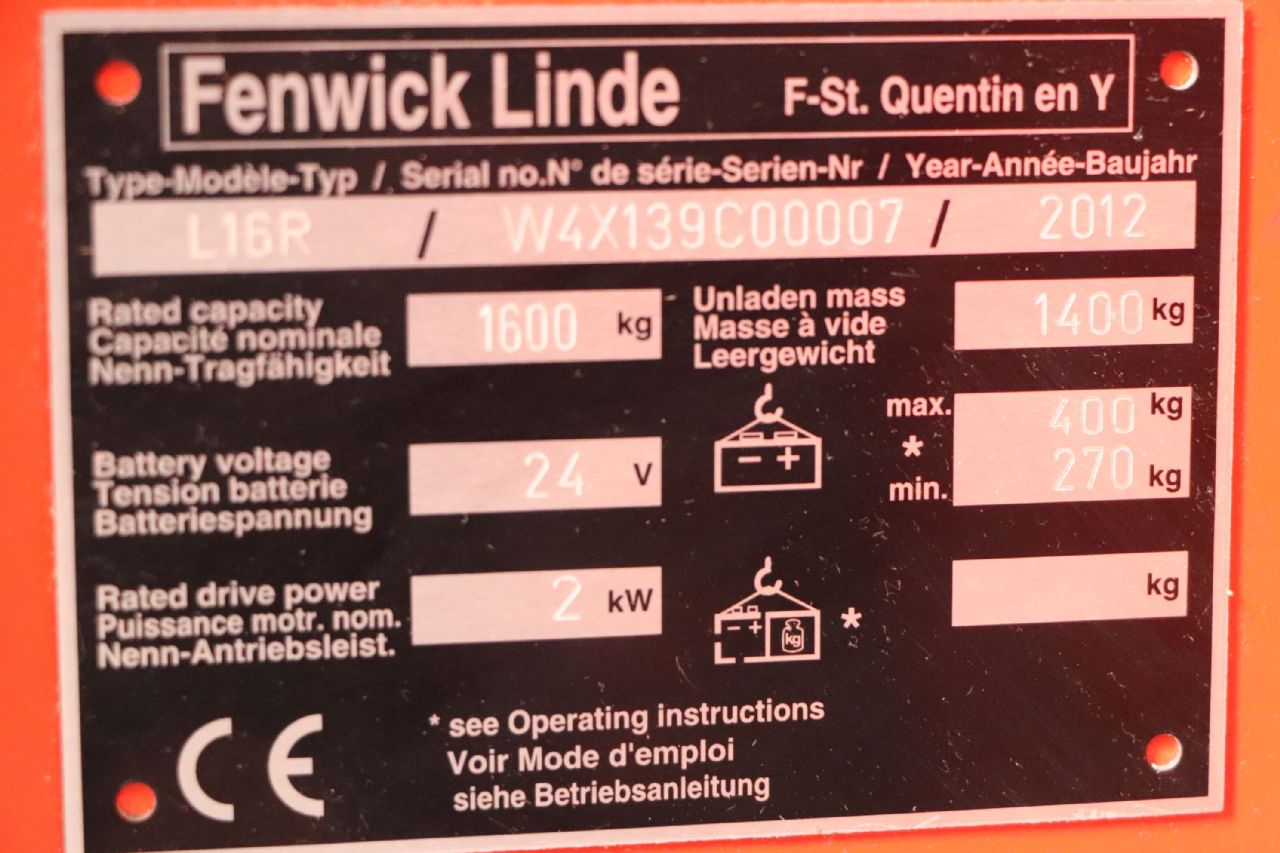 Fenwick Linde F-St. Quentin en Y
Type-Modèle-Typ / Serial no.N° de série-Serien-Nr / Year-Année-Baujahr
L16R / W4X139C00007 / 2012
Rated capacity
Capacité nominale
Nenn-Tragfähigkeit
1600 kg
Unladen mass
Masse à vide
Leergewicht
1400 kg
Battery voltage
Tension batterie
Batteriespannung
24 V
- +
max. 400 kg
*
min. 270 kg
Rated drive power
Puissance motr. nom.
Nenn-Antriebsleist.
2 kW
- + kg *
kg
CE
* see Operating instructions
Voir Mode d'emploi
siehe Betriebsanleitung